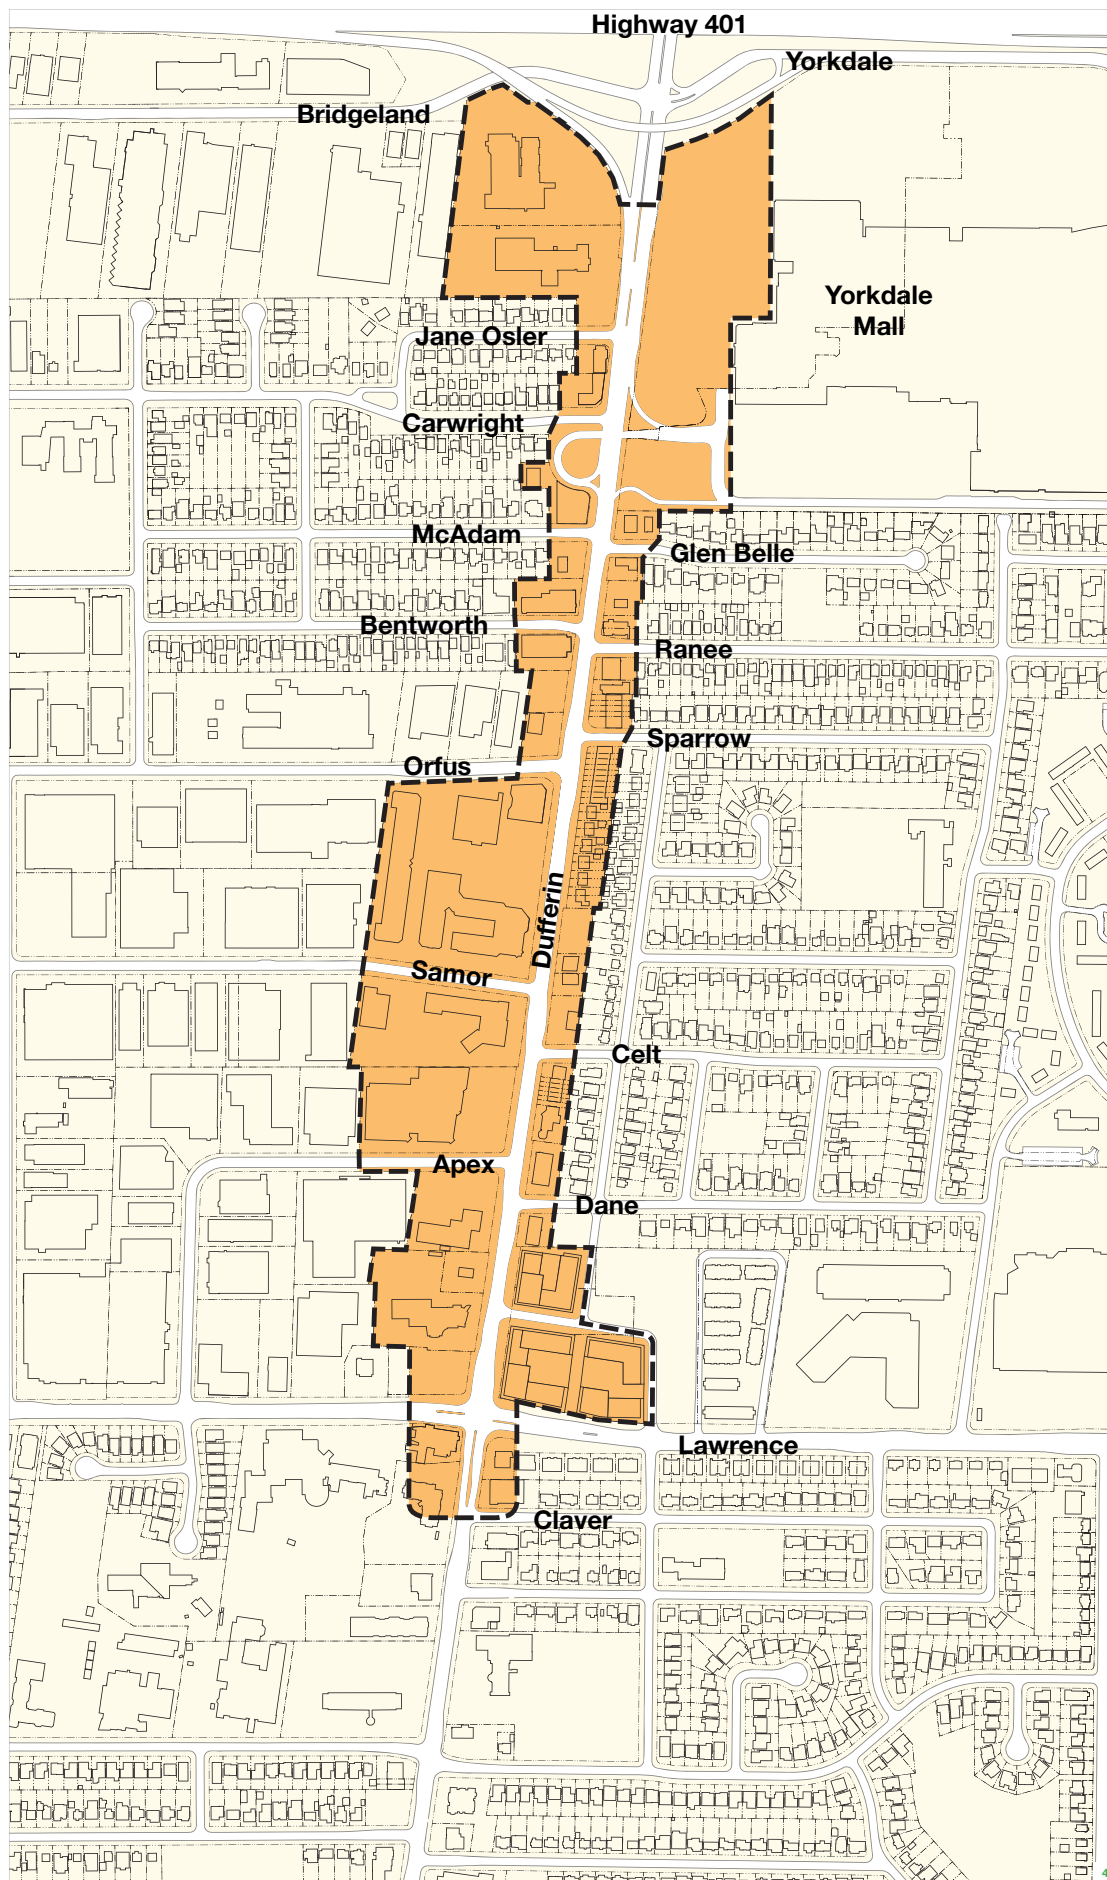 Highway 401
Yorkdale
Bridgeland
Yorkdale
Mall
Jane Osler
Carwright
McAdam
Glen Belle
Bentworth
Ranee
Sparrow
Orfus
Dufferin
Samor
Celt
Apex
Dane
Lawrence
Claver
4